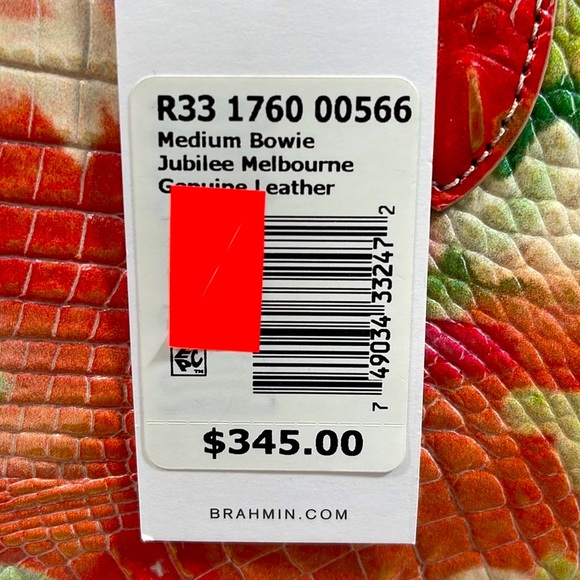 R33 1760 00566
Medium Bowie
Jubilee Melbourne
Genuine Leather
7 49034 33247 2
$345.00
BRAHMIN.COM